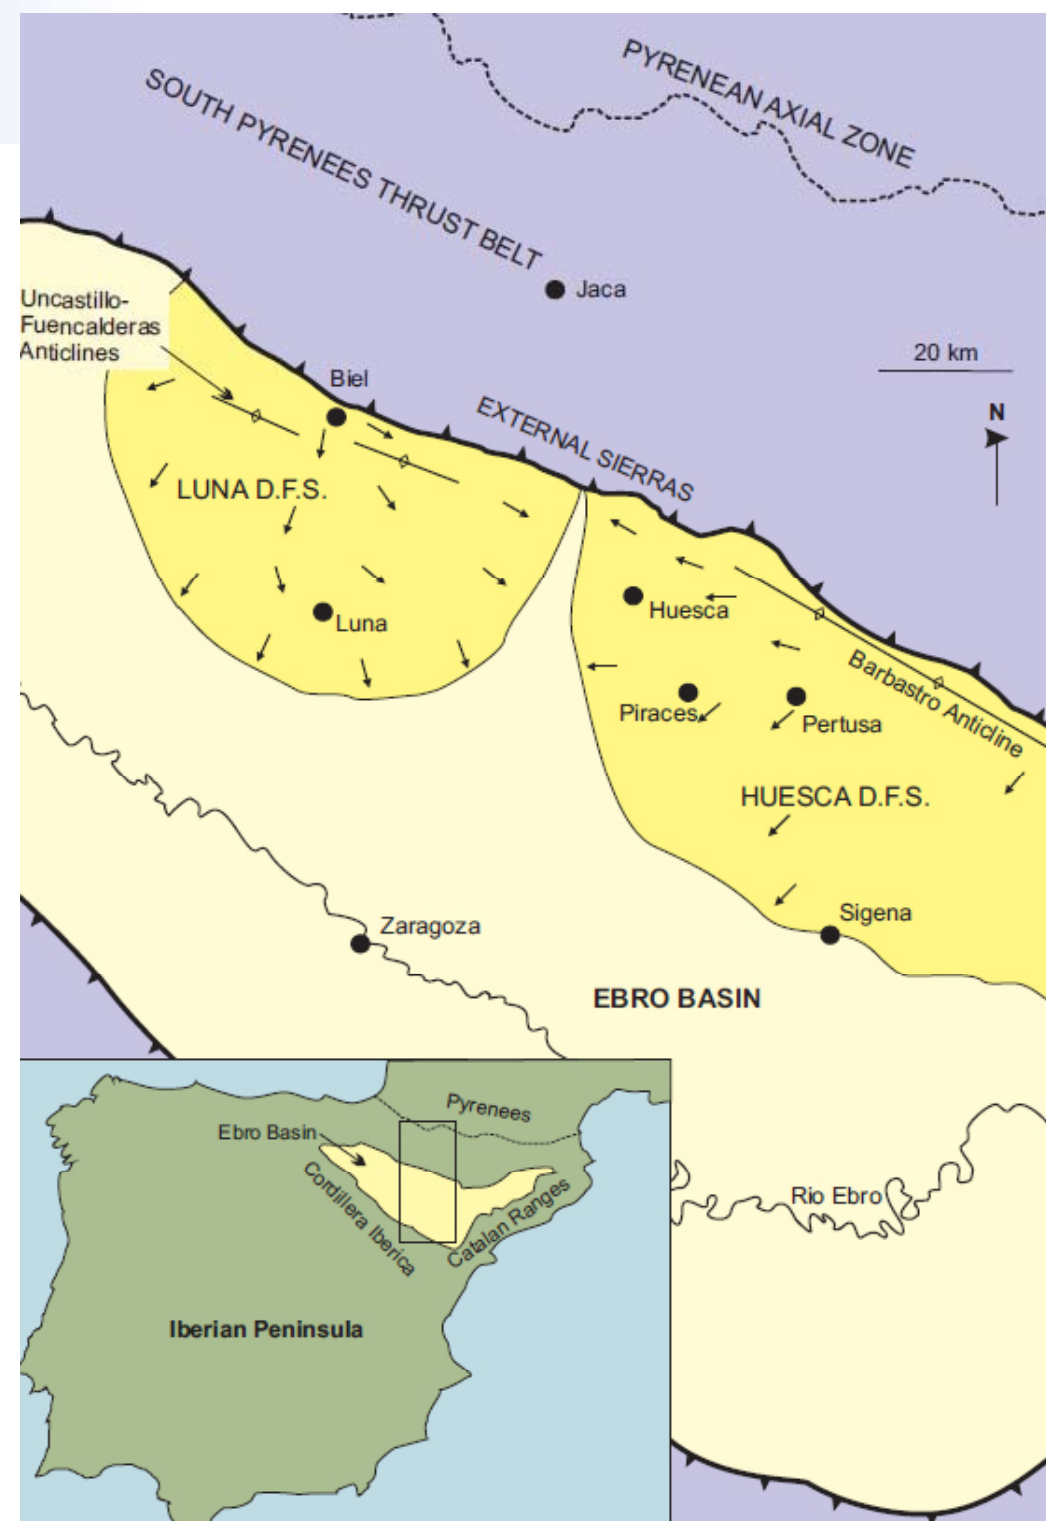 PYRENEAN AXIAL ZONE
SOUTH PYRENEES THRUST BELT
Jaca
Uncastillo-
Fuencalderas
Anticlines
20 km
Biel
EXTERNAL SIERRAS
N
LUNA D.F.S.
Huesca
Luna
Barbastro Anticline
Piraces
Pertusa
HUESCA D.F.S.
Sigena
Zaragoza
EBRO BASIN
Pyrenees
Ebro Basin
Cordillera Iberica
Catalan Ranges
Rio Ebro
Iberian Peninsula